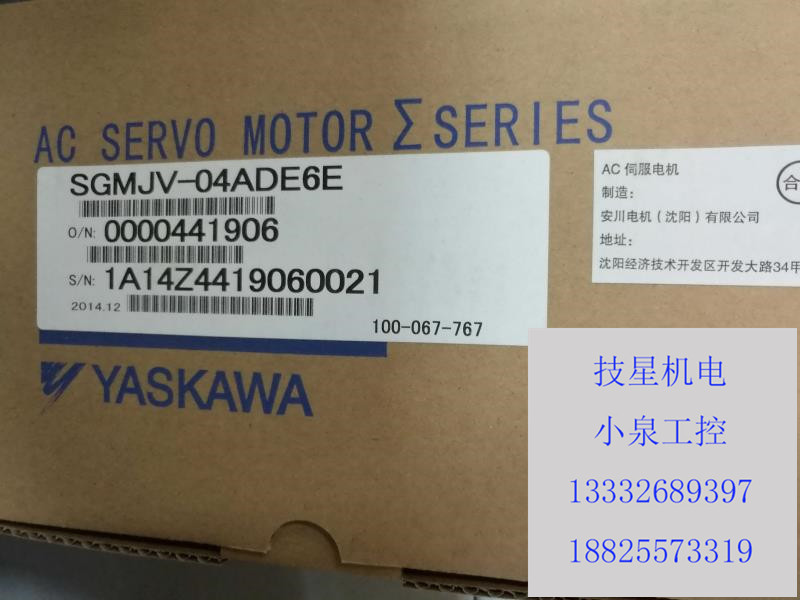 AC SERVO MOTOR Σ SERIES
SGMJV-04ADE6E
O/N: 0000441906
S/N: 1A14Z4419060021
2014.12
100-067-767
YASKAWA
AC 伺服电机
合
制造：
安川电机（沈阳）有限公司
地址：
沈阳经济技术开发区开发大路34甲
技星机电
小泉工控
13332689397
18825573319